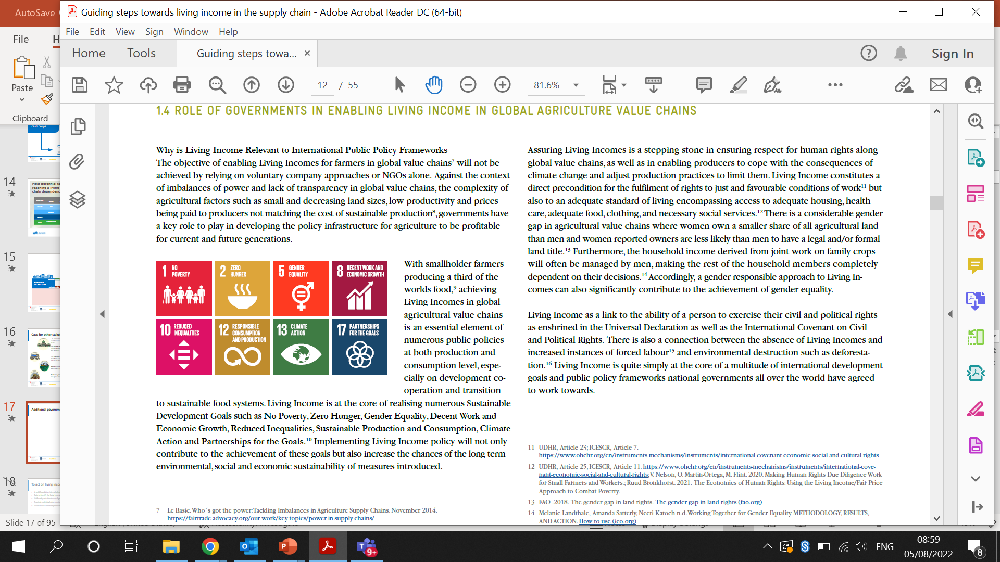 AutoSave
Guiding steps towards living income in the supply chain - Adobe Acrobat Reader DC (64-bit)
File Edit View Sign Window Help
File
Home Tools Guiding steps towa... ×
Sign In
Paste
12 / 55
81.6%
Clipboard
1.4 ROLE OF GOVERNMENTS IN ENABLING LIVING INCOME IN GLOBAL AGRICULTURE VALUE CHAINS
Why is Living Income Relevant to International Public Policy Frameworks
The objective of enabling Living Incomes for farmers in global value chains7 will not be
achieved by relying on voluntary company approaches or NGOs alone. Against the context
of imbalances of power and lack of transparency in global value chains, the complexity of
agricultural factors such as small and decreasing land sizes, low productivity and prices
being paid to producers not matching the cost of sustainable production8, governments have
a key role to play in developing the policy infrastructure for agriculture to be profitable
for current and future generations.
1 NO POVERTY
2 ZERO HUNGER
5 GENDER EQUALITY
8 DECENT WORK AND ECONOMIC GROWTH
10 REDUCED INEQUALITIES
12 RESPONSIBLE CONSUMPTION AND PRODUCTION
13 CLIMATE ACTION
17 PARTNERSHIPS FOR THE GOALS
With smallholder farmers
producing a third of the
worlds food,9 achieving
Living Incomes in global
agricultural value chains
is an essential element of
numerous public policies
at both production and
consumption level, espe-
cially on development co-
operation and transition
to sustainable food systems. Living Income is at the core of realising numerous Sustainable
Development Goals such as No Poverty, Zero Hunger, Gender Equality, Decent Work and
Economic Growth, Reduced Inequalities, Sustainable Production and Consumption, Climate
Action and Partnerships for the Goals.10 Implementing Living Income policy will not only
contribute to the achievement of these goals but also increase the chances of the long term
environmental, social and economic sustainability of measures introduced.
7 Le Basic. Who´s got the power: Tackling Imbalances in Agriculture Supply Chains. November 2014.
https://fairtrade-advocacy.org/our-work/key-topics/power-in-supply-chains/
Assuring Living Incomes is a stepping stone in ensuring respect for human rights along
global value chains, as well as in enabling producers to cope with the consequences of
climate change and adjust production practices to limit them. Living Income constitutes a
direct precondition for the fulfilment of rights to just and favourable conditions of work11 but
also to an adequate standard of living encompassing access to adequate housing, health
care, adequate food, clothing, and necessary social services.12 There is a considerable gender
gap in agricultural value chains where women own a smaller share of all agricultural land
than men and women reported owners are less likely than men to have a legal and/or formal
land title.13 Furthermore, the household income derived from joint work on family crops
will often be managed by men, making the rest of the household members completely
dependent on their decisions.14 Accordingly, a gender responsible approach to Living In-
comes can also significantly contribute to the achievement of gender equality.
Living Income as a link to the ability of a person to exercise their civil and political rights
as enshrined in the Universal Declaration as well as the International Covenant on Civil
and Political Rights. There is also a connection between the absence of Living Incomes and
increased instances of forced labour15 and environmental destruction such as deforesta-
tion.16 Living Income is quite simply at the core of a multitude of international development
goals and public policy frameworks national governments all over the world have agreed
to work towards.
11 UDHR, Article 23; ICESCR, Article 7.
https://www.ohchr.org/en/instruments-mechanisms/instruments/international-covenant-economic-social-and-cultural-rights
12 UDHR, Article 25, ICESCR, Article 11. https://www.ohchr.org/en/instruments-mechanisms/instruments/international-cove-
nant-economic-social-and-cultural-rights; V. Nelson, O. Martin-Ortega, M. Flint. 2020. Making Human Rights Due Diligence Work
for Small Farmers and Workers.; Ruud Bronkhorst. 2021. The Economics of Human Rights: Using the Living Income/Fair Price
Approach to Combat Poverty.
13 FAO .2018. The gender gap in land rights. The gender gap in land rights (fao.org)
14 Melanie Landthale, Amanda Satterly, Neeti Katoch n.d. Working Together for Gender Equality METHODOLOGY, RESULTS,
AND ACTION. How to use (ico.org)
cash crops
14
15
16
17
18
Slide 17 of 95
9+
ENG
08:59
05/08/2022
8